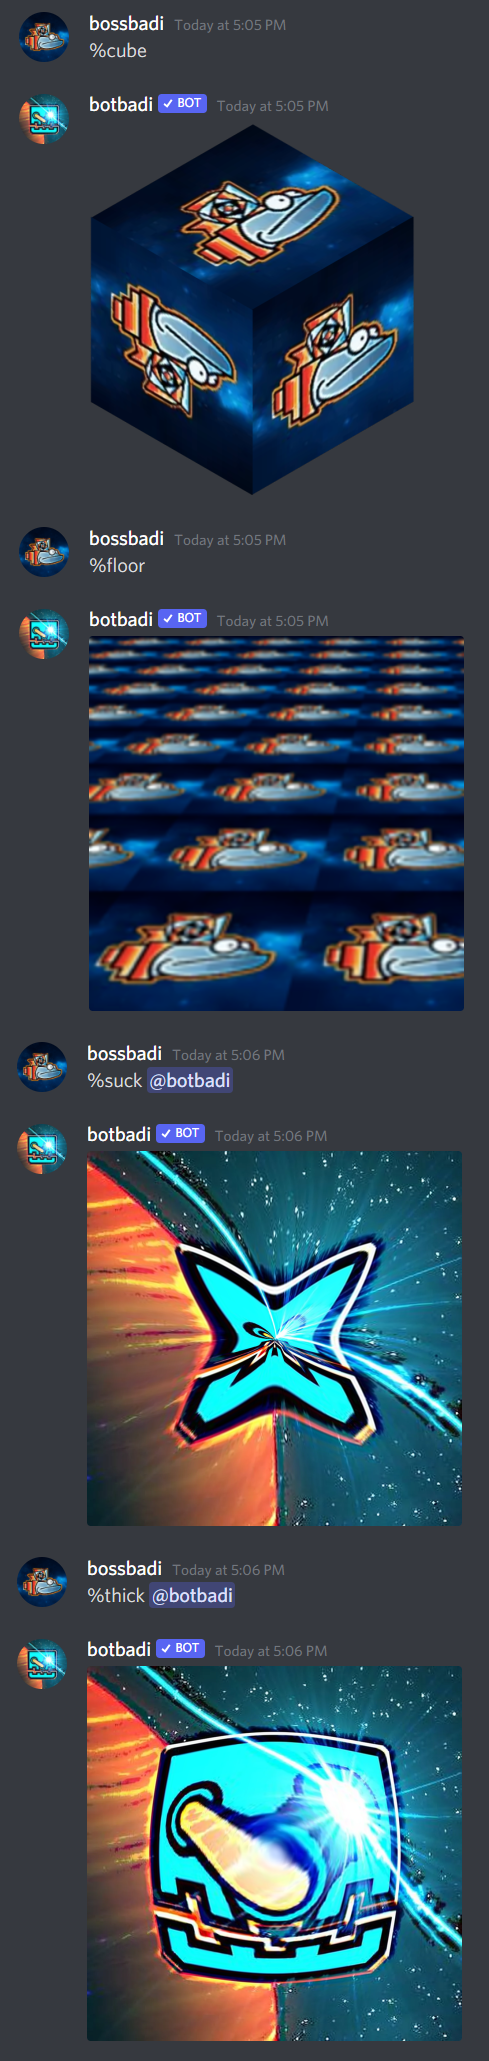 bossbadi Today at 5:05 PM
%cube
botbadi ✓ BOT Today at 5:05 PM
bossbadi Today at 5:05 PM
%floor
botbadi ✓ BOT Today at 5:05 PM
bossbadi Today at 5:06 PM
%suck @botbadi
botbadi ✓ BOT Today at 5:06 PM
bossbadi Today at 5:06 PM
%thick @botbadi
botbadi ✓ BOT Today at 5:06 PM